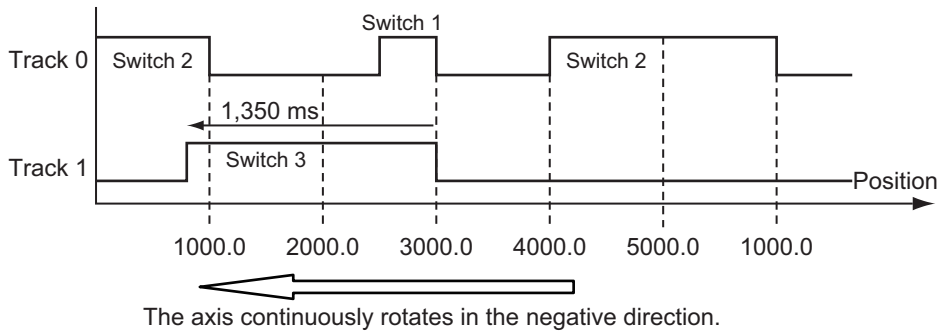 Switch 1
Track 0
Switch 2
Switch 2
1,350 ms
Track 1
Switch 3
Position
1000.0 2000.0 3000.0 4000.0 5000.0 1000.0
The axis continuously rotates in the negative direction.